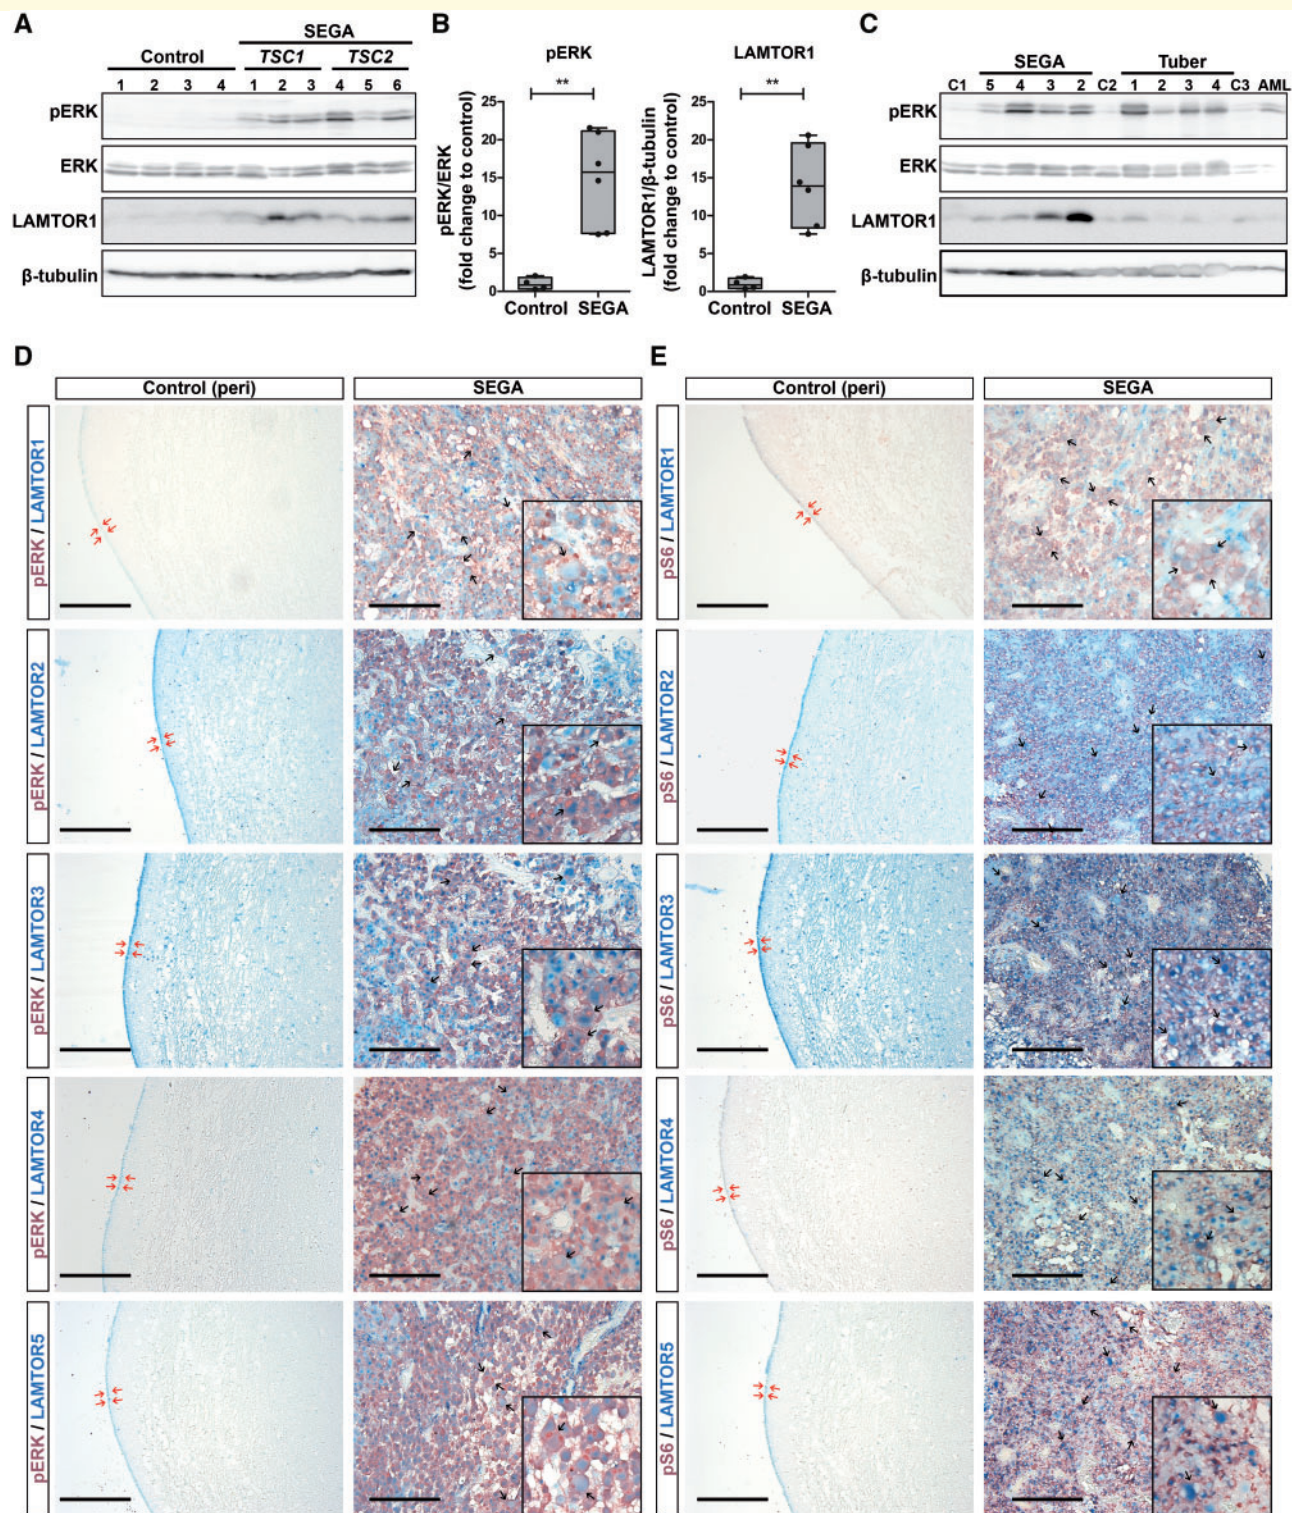 A
SEGA
Control TSC1 TSC2
1 2 3 4 1 2 3 4 5 6
pERK
ERK
LAMTOR1
β-tubulin
B
pERK
**
25
20
15
10
5
0
pERK/ERK
(fold change to control)
Control SEGA
LAMTOR1
**
25
20
15
10
5
0
LAMTOR1/β-tubulin
(fold change to control)
Control SEGA
C
SEGA Tuber
C1 5 4 3 2 C2 1 2 3 4 C3 AML
pERK
ERK
LAMTOR1
β-tubulin
D
Control (peri) SEGA
pERK / LAMTOR1
pERK / LAMTOR2
pERK / LAMTOR3
pERK / LAMTOR4
pERK / LAMTOR5
E
Control (peri) SEGA
pS6 / LAMTOR1
pS6 / LAMTOR2
pS6 / LAMTOR3
pS6 / LAMTOR4
pS6 / LAMTOR5